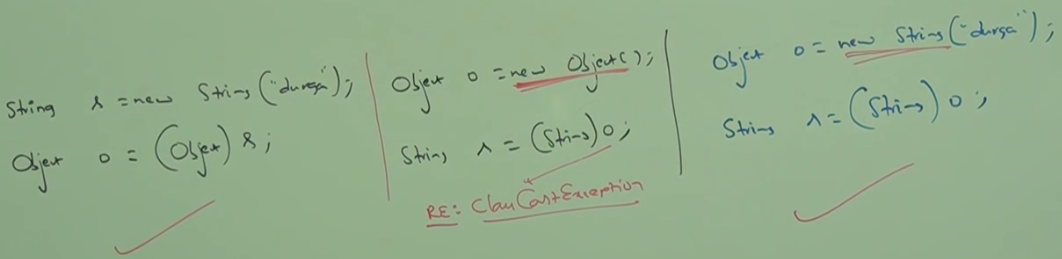 String s = new String("durga");
Object o = (Object) s;
Object o = new Object();
String s = (String) o;
RE: ClassCastException
Object o = new String("durga");
String s = (String) o;